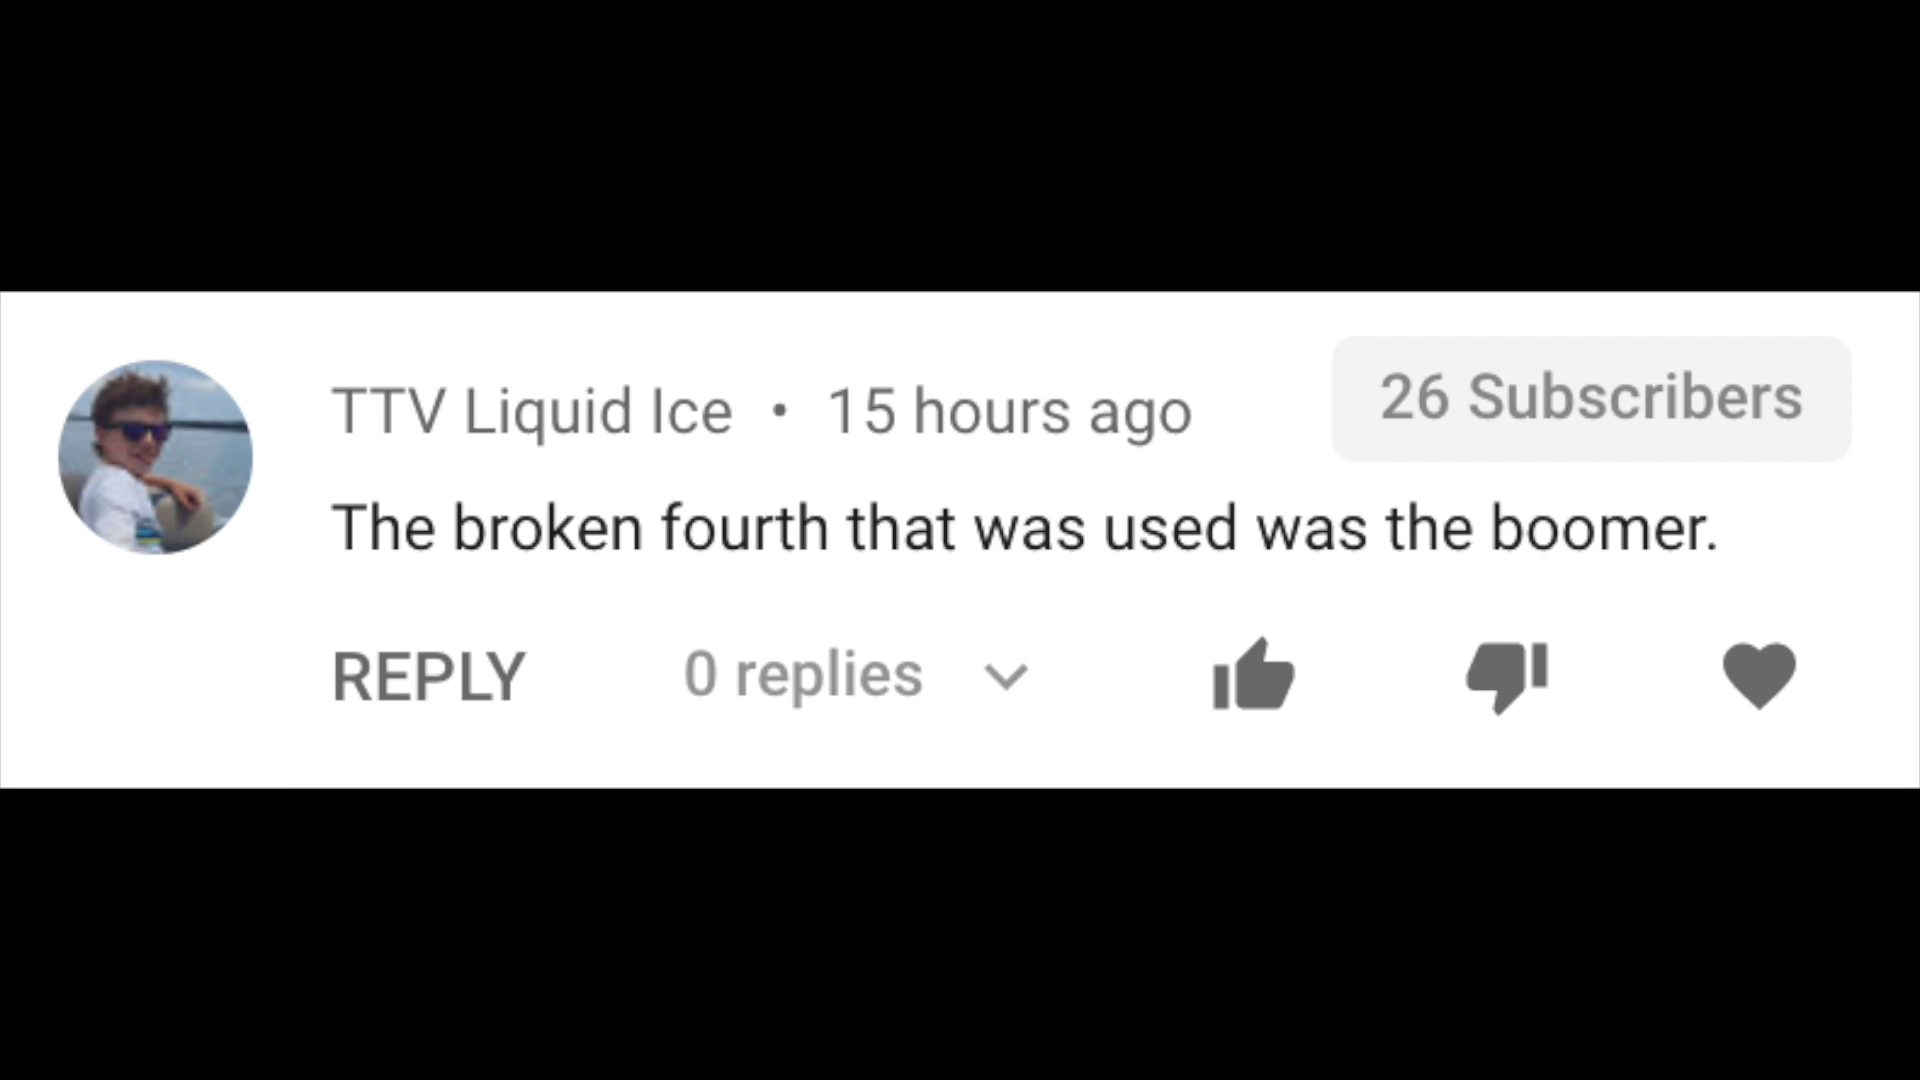 TTV Liquid Ice • 15 hours ago
26 Subscribers
The broken fourth that was used was the boomer.
REPLY 0 replies